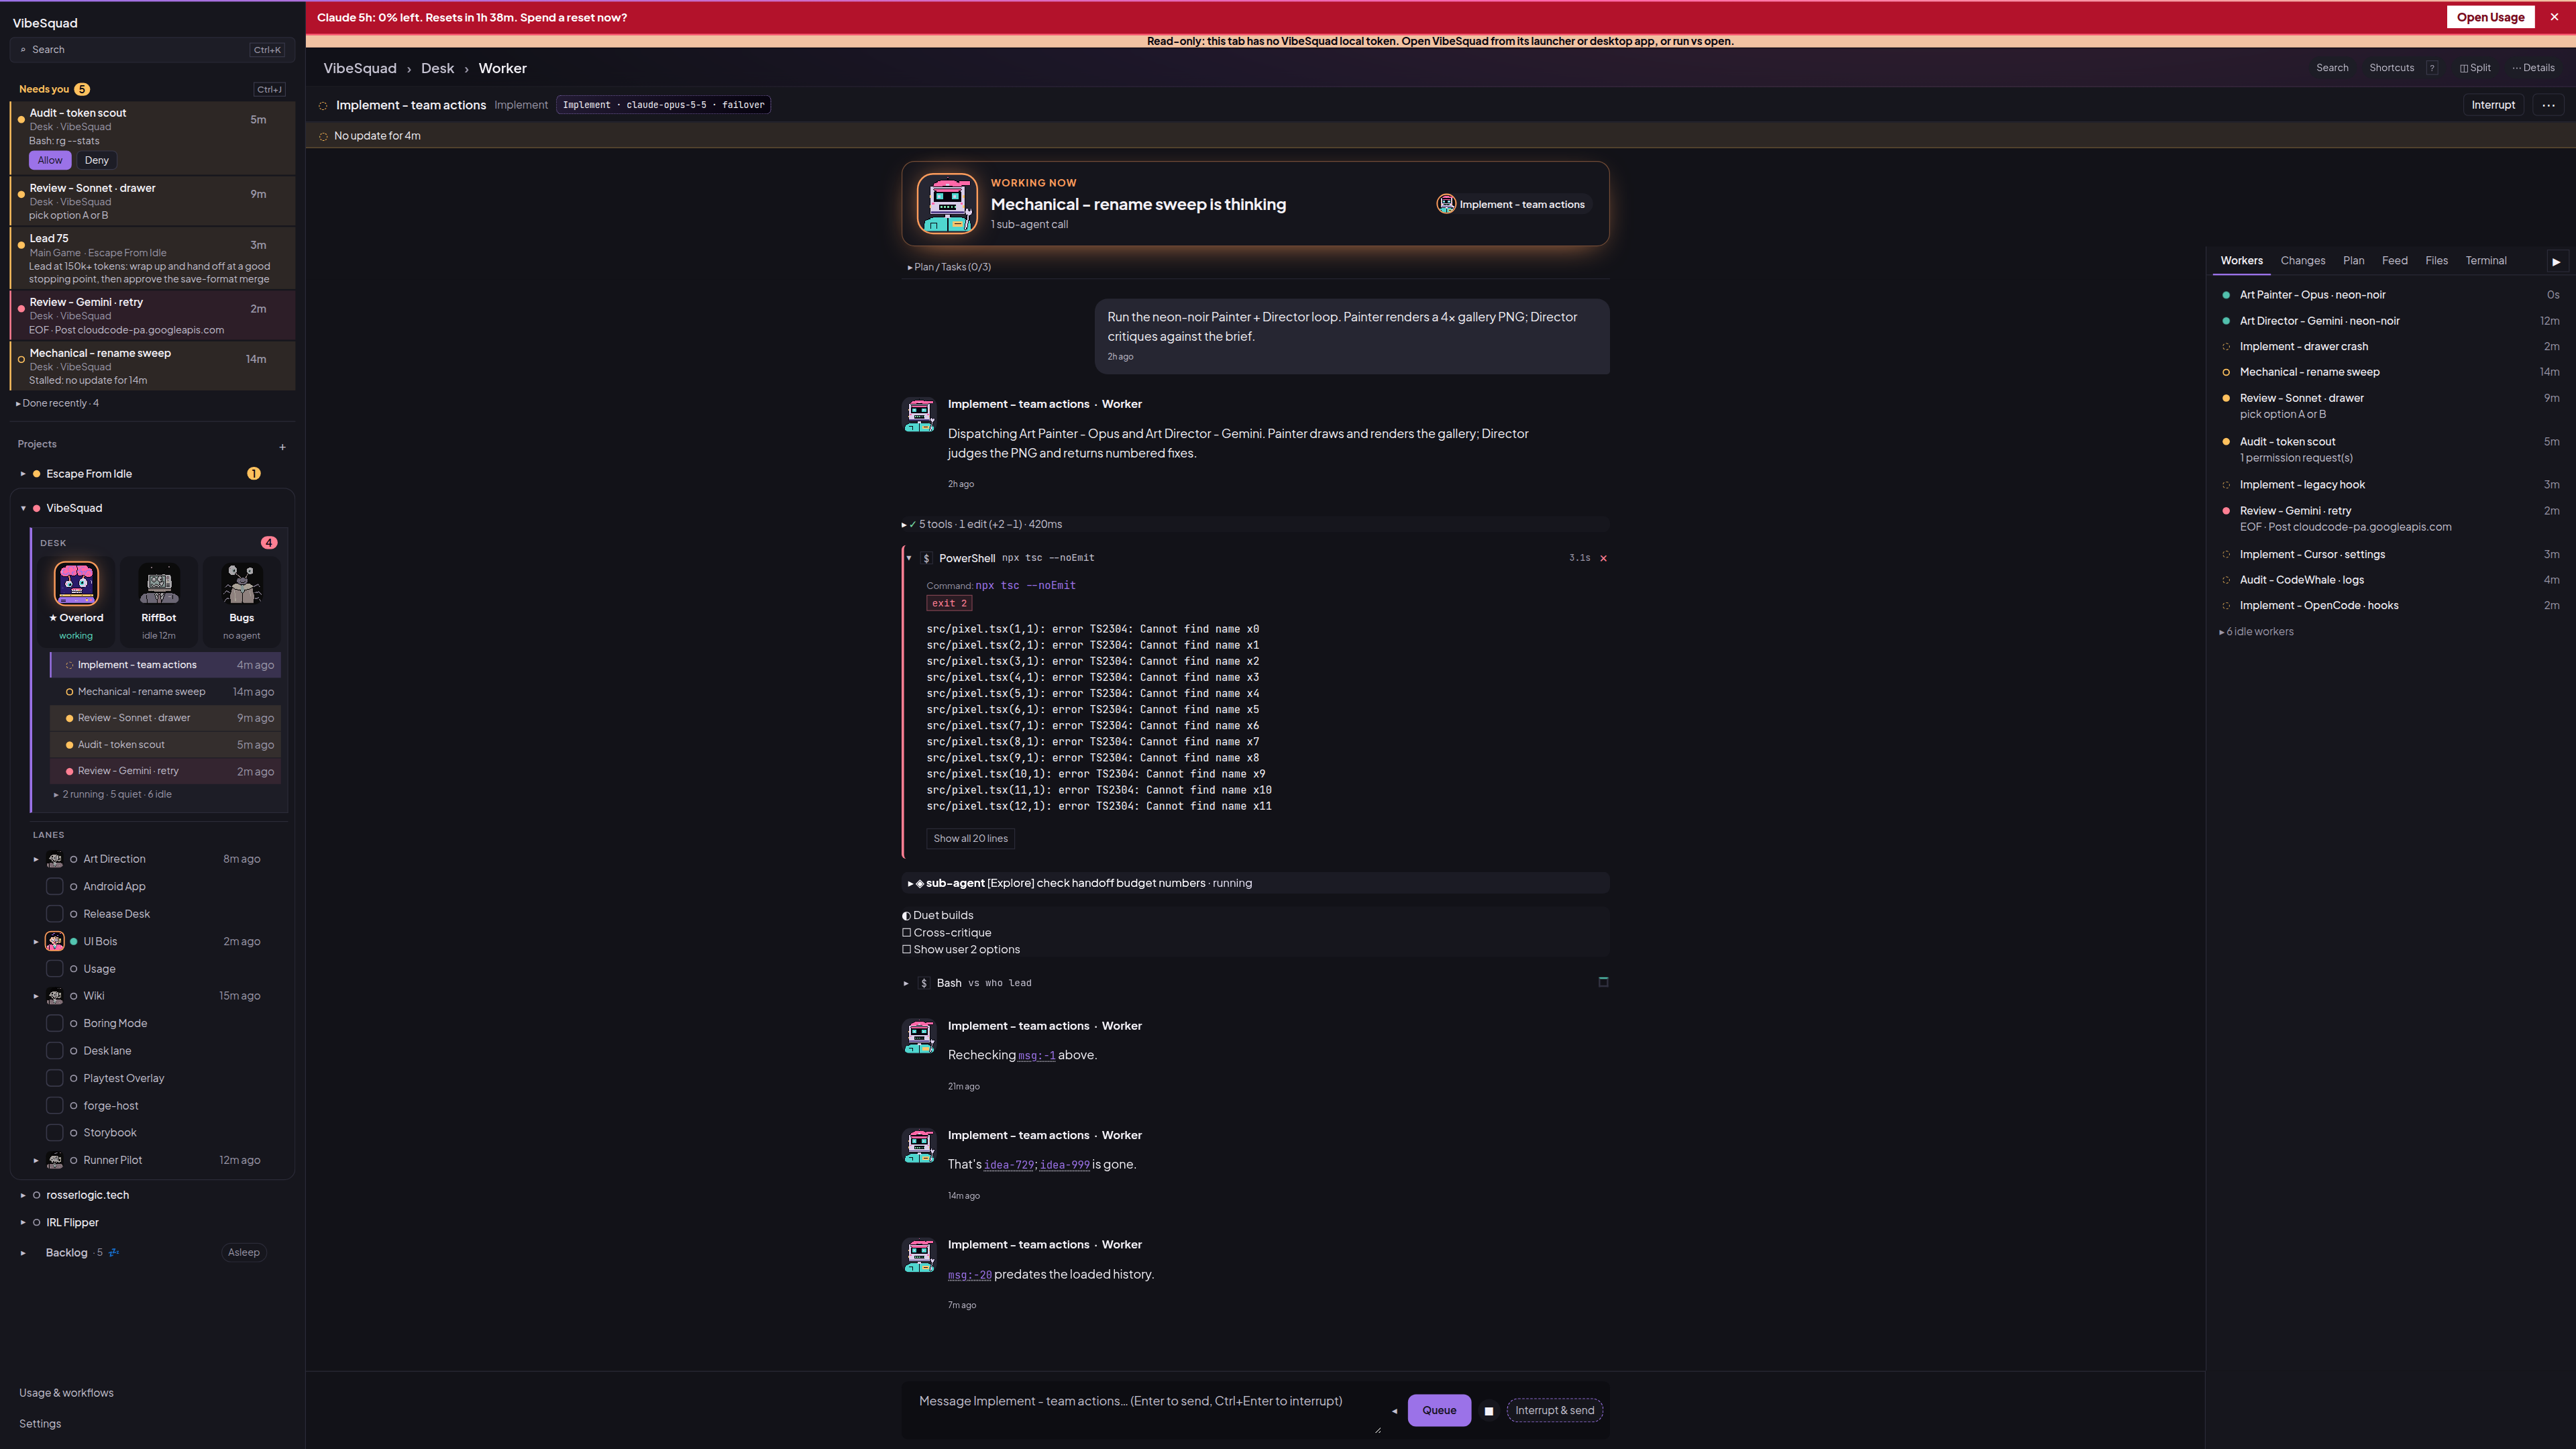 VibeSquad
Search Ctrl+K
Needs you 5 Ctrl+J
Audit - token scout 5m
Desk · VibeSquad
Bash: rg --stats
Allow Deny
Review - Sonnet · drawer 9m
Desk · VibeSquad
pick option A or B
Lead 75 3m
Main Game · Escape From Idle
Lead at 150k+ tokens: wrap up and hand off at a good
stopping point, then approve the save-format merge
Review - Gemini · retry 2m
Desk · VibeSquad
EOF · Post cloudcode-pa.googleapis.com
Mechanical - rename sweep 14m
Desk · VibeSquad
Stalled: no update for 14m
▸ Done recently · 4
Projects +
▸ Escape From Idle 1
▾ VibeSquad
DESK 4
★ Overlord RiffBot Bugs
working idle 12m no agent
Implement - team actions 4m ago
Mechanical - rename sweep 14m ago
Review - Sonnet · drawer 9m ago
Audit - token scout 5m ago
Review - Gemini · retry 2m ago
▸ 2 running · 5 quiet · 6 idle
LANES
▸ Art Direction 8m ago
Android App
Release Desk
▸ UI Bois 2m ago
Usage
▸ Wiki 15m ago
Boring Mode
Desk lane
Playtest Overlay
forge-host
Storybook
▸ Runner Pilot 12m ago
▸ rosserlogic.tech
▸ IRL Flipper
▸ Backlog · 5 💤 Asleep
Usage & workflows
Settings
Claude 5h: 0% left. Resets in 1h 38m. Spend a reset now? Open Usage ✕
Read-only: this tab has no VibeSquad local token. Open VibeSquad from its launcher or desktop app, or run vs open.
VibeSquad › Desk › Worker Search Shortcuts ? Split ··· Details
Implement - team actions Implement Implement · claude-opus-5-5 · failover Interrupt ···
No update for 4m
WORKING NOW
Mechanical - rename sweep is thinking
1 sub-agent call
Implement - team actions
▸ Plan / Tasks (0/3)
Run the neon-noir Painter + Director loop. Painter renders a 4× gallery PNG; Director
critiques against the brief.
2h ago
Implement - team actions · Worker
Dispatching Art Painter - Opus and Art Director - Gemini. Painter draws and renders the gallery; Director
judges the PNG and returns numbered fixes.
2h ago
▸ ✓ 5 tools · 1 edit (+2 −1) · 420ms
▾ $ PowerShell npx tsc --noEmit 3.1s ✕
Command: npx tsc --noEmit
exit 2
src/pixel.tsx(1,1): error TS2304: Cannot find name x0
src/pixel.tsx(2,1): error TS2304: Cannot find name x1
src/pixel.tsx(3,1): error TS2304: Cannot find name x2
src/pixel.tsx(4,1): error TS2304: Cannot find name x3
src/pixel.tsx(5,1): error TS2304: Cannot find name x4
src/pixel.tsx(6,1): error TS2304: Cannot find name x5
src/pixel.tsx(7,1): error TS2304: Cannot find name x6
src/pixel.tsx(8,1): error TS2304: Cannot find name x7
src/pixel.tsx(9,1): error TS2304: Cannot find name x8
src/pixel.tsx(10,1): error TS2304: Cannot find name x9
src/pixel.tsx(11,1): error TS2304: Cannot find name x10
src/pixel.tsx(12,1): error TS2304: Cannot find name x11
Show all 20 lines
▸ ◈ sub-agent [Explore] check handoff budget numbers · running
◐ Duet builds
☐ Cross-critique
☐ Show user 2 options
▸ $ Bash vs who lead
Implement - team actions · Worker
Rechecking msg:-1 above.
21m ago
Implement - team actions · Worker
That's idea-729; idea-999 is gone.
14m ago
Implement - team actions · Worker
msg:-20 predates the loaded history.
7m ago
Message Implement - team actions… (Enter to send, Ctrl+Enter to interrupt) ◂ Queue ■ Interrupt & send
Workers Changes Plan Feed Files Terminal ▶
Art Painter - Opus · neon-noir 0s
Art Director - Gemini · neon-noir 12m
Implement - drawer crash 2m
Mechanical - rename sweep 14m
Review - Sonnet · drawer 9m
pick option A or B
Audit - token scout 5m
1 permission request(s)
Implement - legacy hook 3m
Review - Gemini · retry 2m
EOF · Post cloudcode-pa.googleapis.com
Implement - Cursor · settings 3m
Audit - CodeWhale · logs 4m
Implement - OpenCode · hooks 2m
▸ 6 idle workers